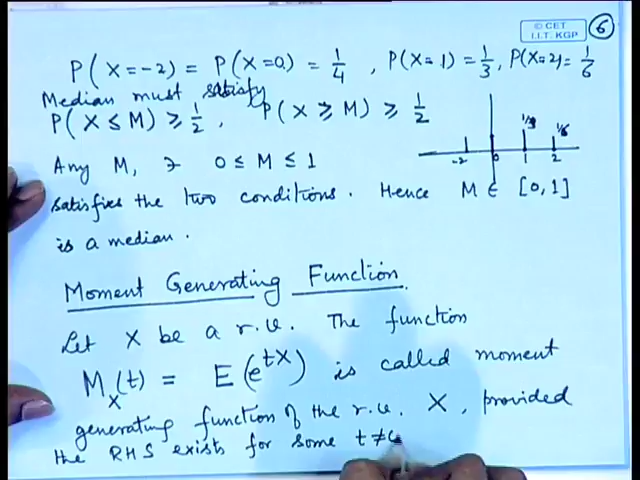 © CET
I.I.T. KGP
6
P(X=-2) = P(X=0) = 1/4 , P(X=1) = 1/3, P(X=2) = 1/6
Median must satisfy
P(X ≤ M) ≥ 1/2 , P(X ≥ M) ≥ 1/2
1/3 1/6
-2 0 1 2
Any M, ∋ 0 ≤ M ≤ 1
satisfies the two conditions. Hence M ∈ [0,1]
is a median.
Moment Generating Function.
Let X be a r.v. The function
M_X(t) = E(e^{tX}) is called moment
generating function of the r.v. X, provided
the RHS exists for some t≠